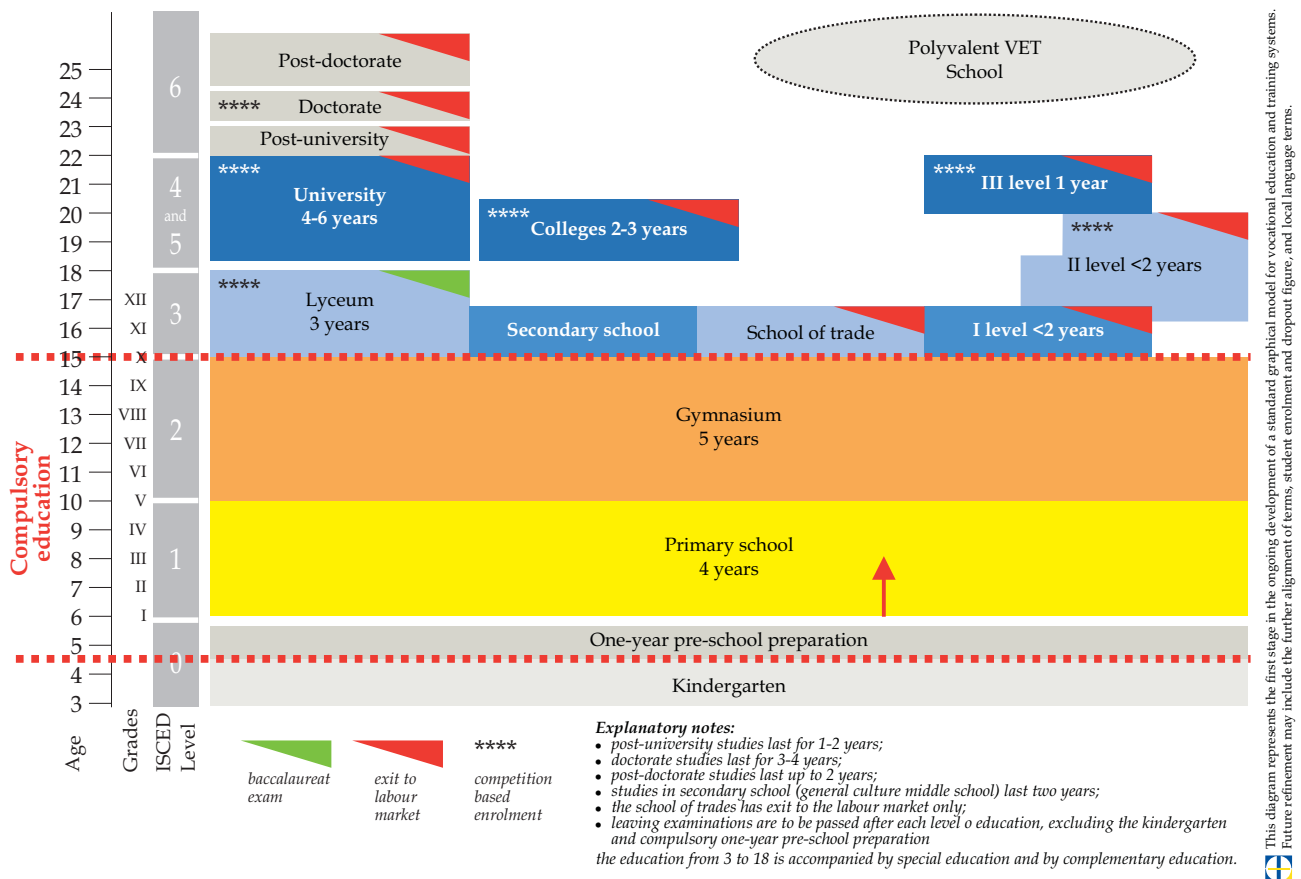 Polyvalent VET
School
25
24
23
22
21
20
19
18
17
16
15
14
13
12
11
10
9
8
7
6
5
4
3
Age
XII
XI
X
IX
VIII
VII
VI
V
IV
III
II
I
Grades
6
4
and
5
3
2
1
0
ISCED
Level
Compulsory
education
Post-doctorate
**** Doctorate
Post-university
****
University
4-6 years
****
Colleges 2-3 years
****
III level 1 year
****
II level <2 years
****
Lyceum
3 years
Secondary school
School of trade
I level <2 years
Gymnasium
5 years
Primary school
4 years
One-year pre-school preparation
Kindergarten
baccalaureat
exam
exit to
labour
market
****
competition
based
enrolment
Explanatory notes:
• post-university studies last for 1-2 years;
• doctorate studies last for 3-4 years;
• post-doctorate studies last up to 2 years;
• studies in secondary school (general culture middle school) last two years;
• the school of trades has exit to the labour market only;
• leaving examinations are to be passed after each level o education, excluding the kindergarten
and compulsory one-year pre-school preparation
the education from 3 to 18 is accompanied by special education and by complementary education.
This diagram represents the first stage in the ongoing development of a standard graphical model for vocational education and training systems.
Future refinement may include the further alignment of terms, student enrolment and dropout figure, and local language terms.